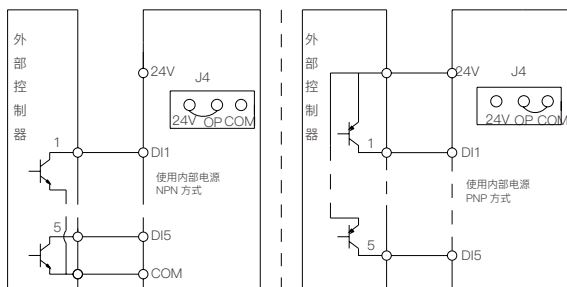 外部控制器
24V
J4
24V OP COM
1
DI1
使用内部电源
NPN 方式
5
DI5
COM
外部控制器
24V
J4
24V OP COM
1
DI1
使用内部电源
PNP 方式
5
DI5